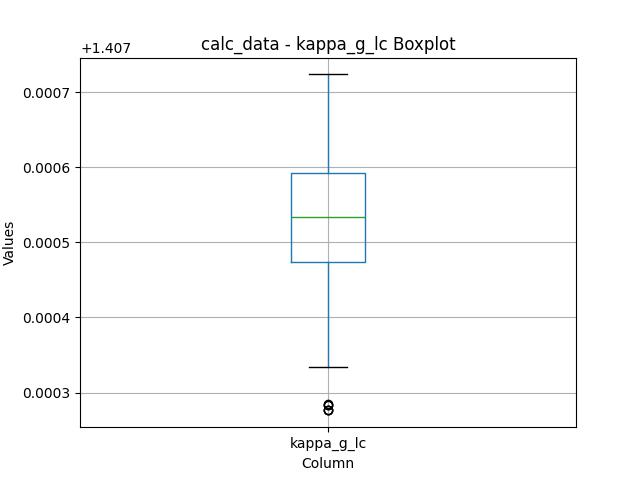 calc_data - kappa_g_lc Boxplot
+1.407
0.0007
0.0006
0.0005
0.0004
0.0003
Values
kappa_g_lc
Column